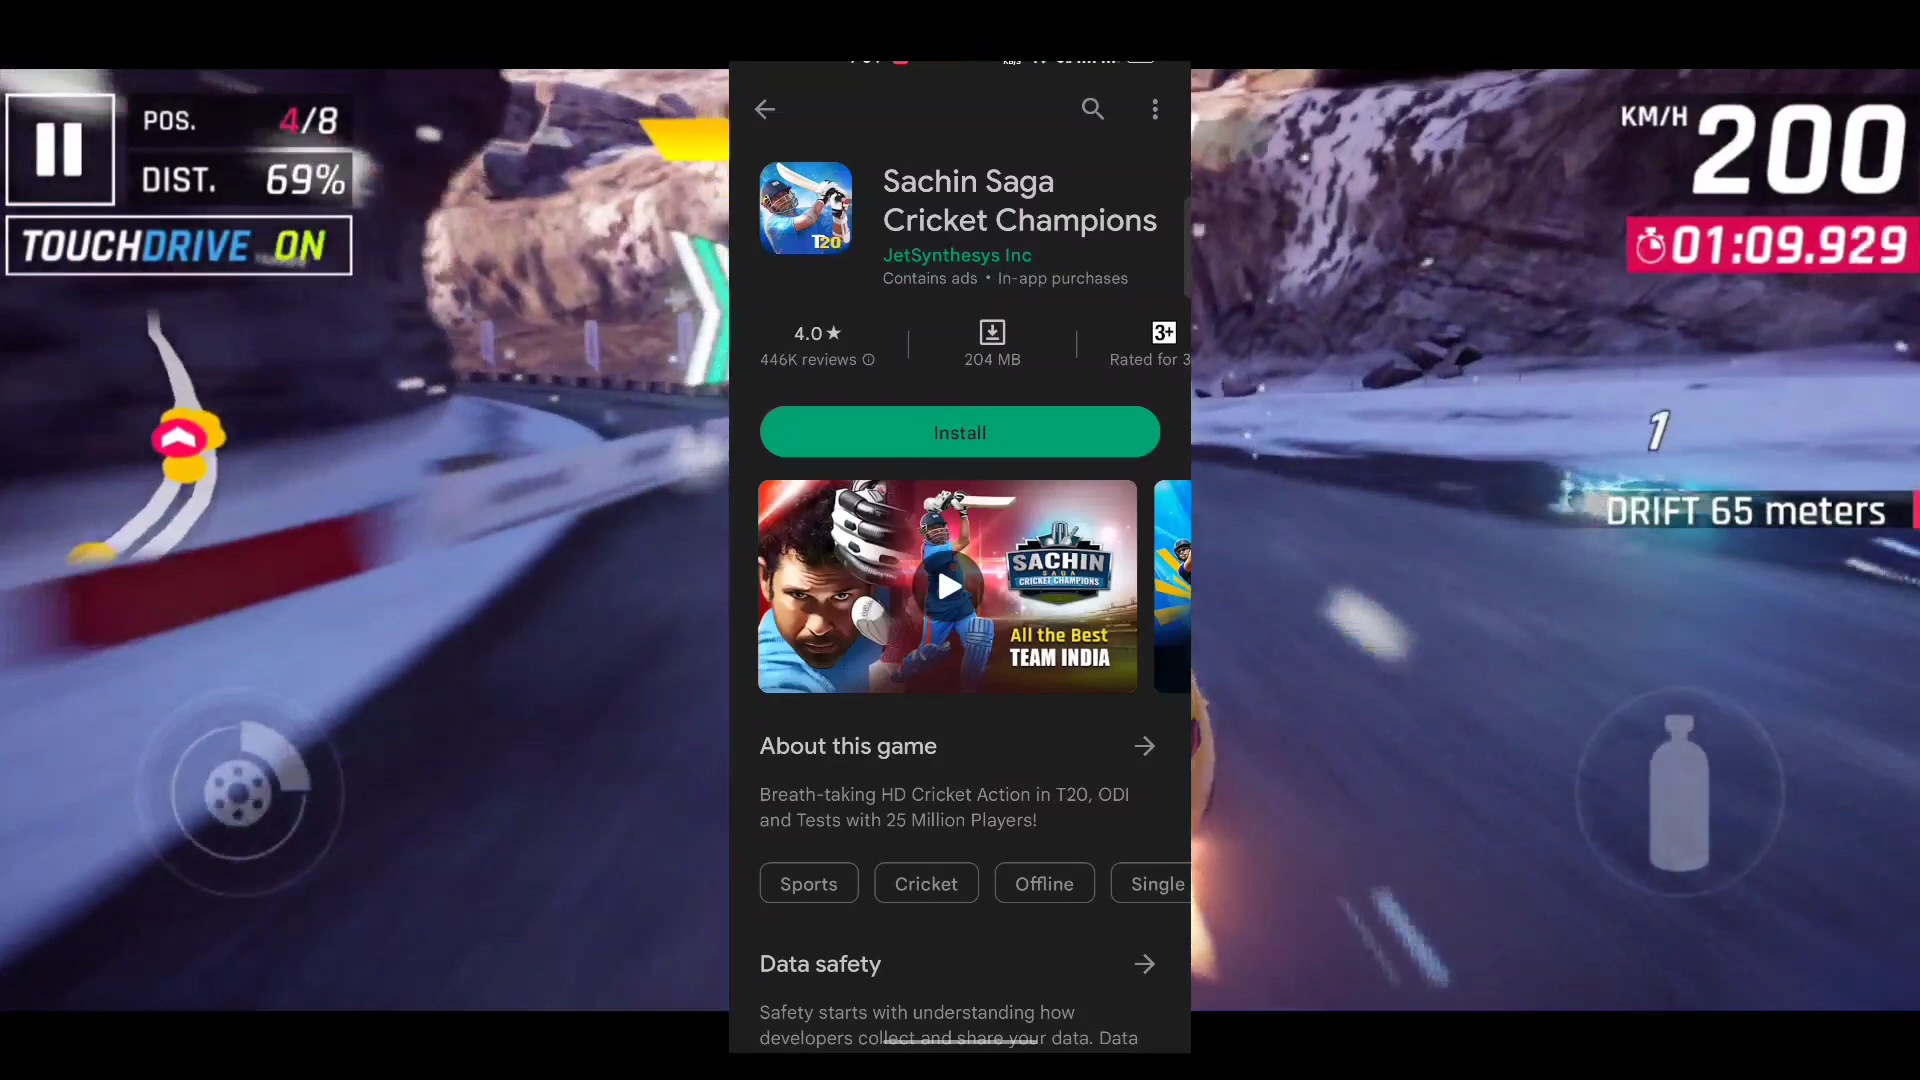 POS. 4/8
DIST. 69%
TOUCHDRIVE ON
KM/H 200
01:09.929
1
DRIFT 65 meters
Sachin Saga
Cricket Champions
JetSynthesys Inc
Contains ads • In-app purchases
4.0★
446K reviews
204 MB
3+
Rated for 3
Install
T20
SACHIN
SAGA
CRICKET CHAMPIONS
All the Best
TEAM INDIA
About this game
Breath-taking HD Cricket Action in T20, ODI
and Tests with 25 Million Players!
Sports
Cricket
Offline
Single
Data safety
Safety starts with understanding how
developers collect and share your data. Data